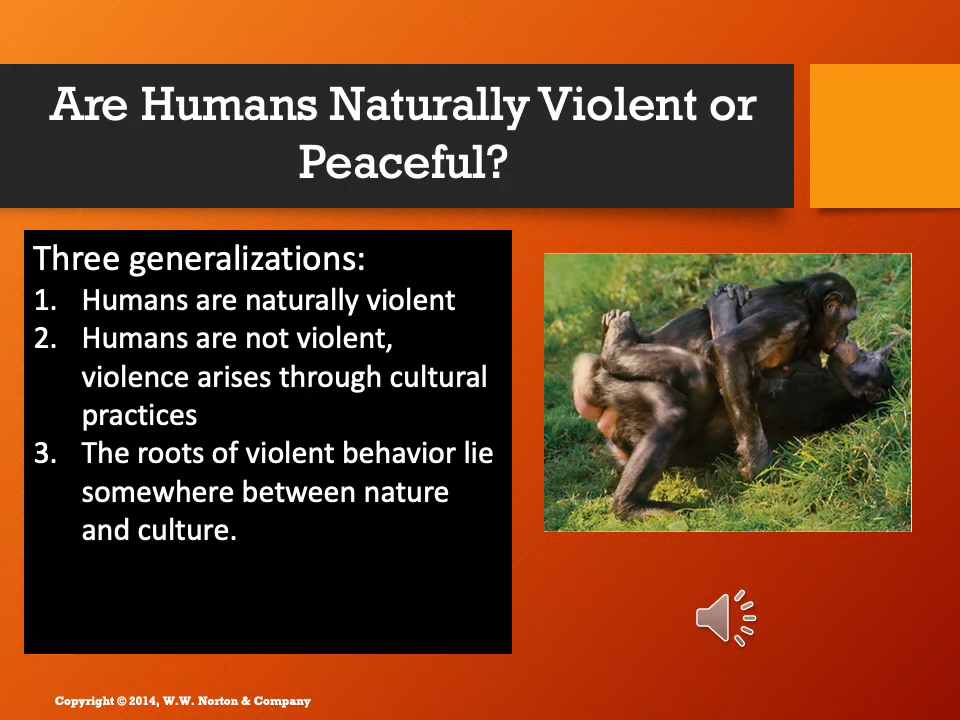 Are Humans Naturally Violent or
Peaceful?
Three generalizations:
1. Humans are naturally violent
2. Humans are not violent,
violence arises through cultural
practices
3. The roots of violent behavior lie
somewhere between nature
and culture.
Copyright © 2014, W.W. Norton & Company